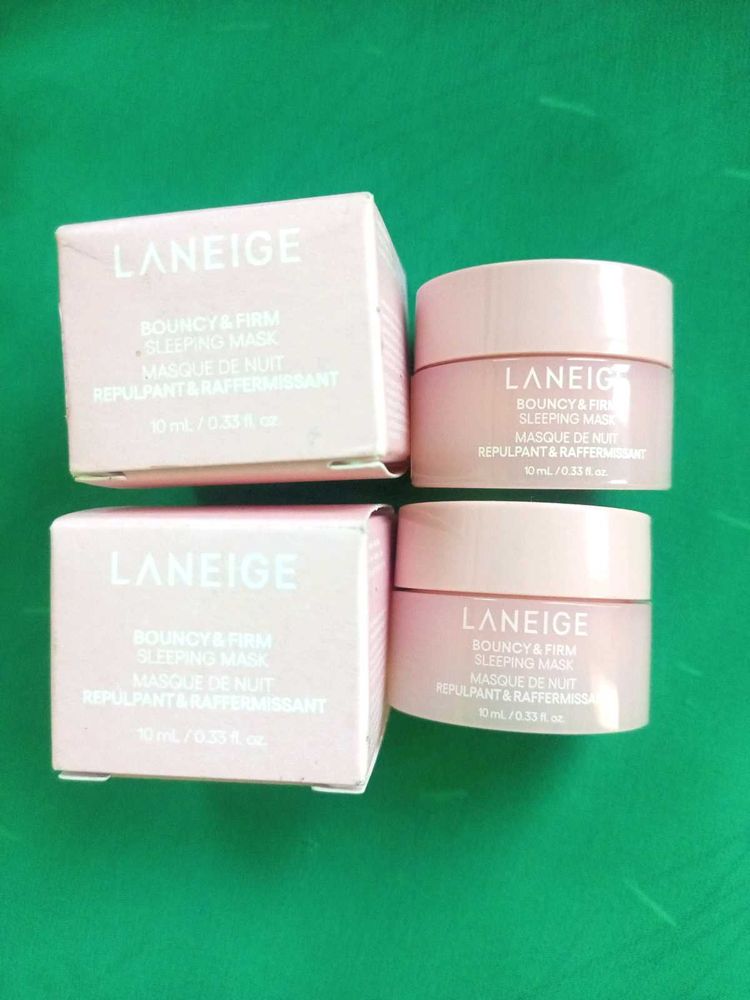 LANEIGE
BOUNCY & FIRM
SLEEPING MASK
MASQUE DE NUIT
REPULPANT & RAFFERMISSANT
10 mL / 0.33 fl. oz.
LANEIGE
BOUNCY & FIRM
SLEEPING MASK
MASQUE DE NUIT
REPULPANT & RAFFERMISSANT
10 mL / 0.33 fl. oz.
LANEIGE
BOUNCY & FIRM
SLEEPING MASK
MASQUE DE NUIT
REPULPANT & RAFFERMISSANT
10 mL / 0.33 fl. oz.
LANEIGE
BOUNCY & FIRM
SLEEPING MASK
MASQUE DE NUIT
REPULPANT & RAFFERMISSANT
10 mL / 0.33 fl. oz.